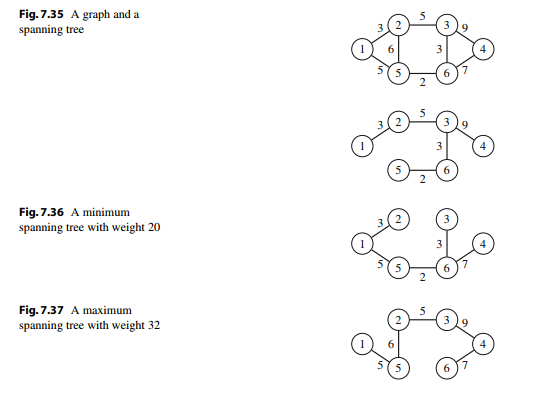 Fig. 7.35 A graph and a
spanning tree
5
3 2 3 9
1 6 3 4
5 5 6 7
2
5
3 2 3 9
1 3 4
5 6
2
Fig. 7.36 A minimum
spanning tree with weight 20
3 2 3
1 3 4
5 5 6 7
2
Fig. 7.37 A maximum
spanning tree with weight 32
5
2 3 9
1 6 4
5 5 6 7